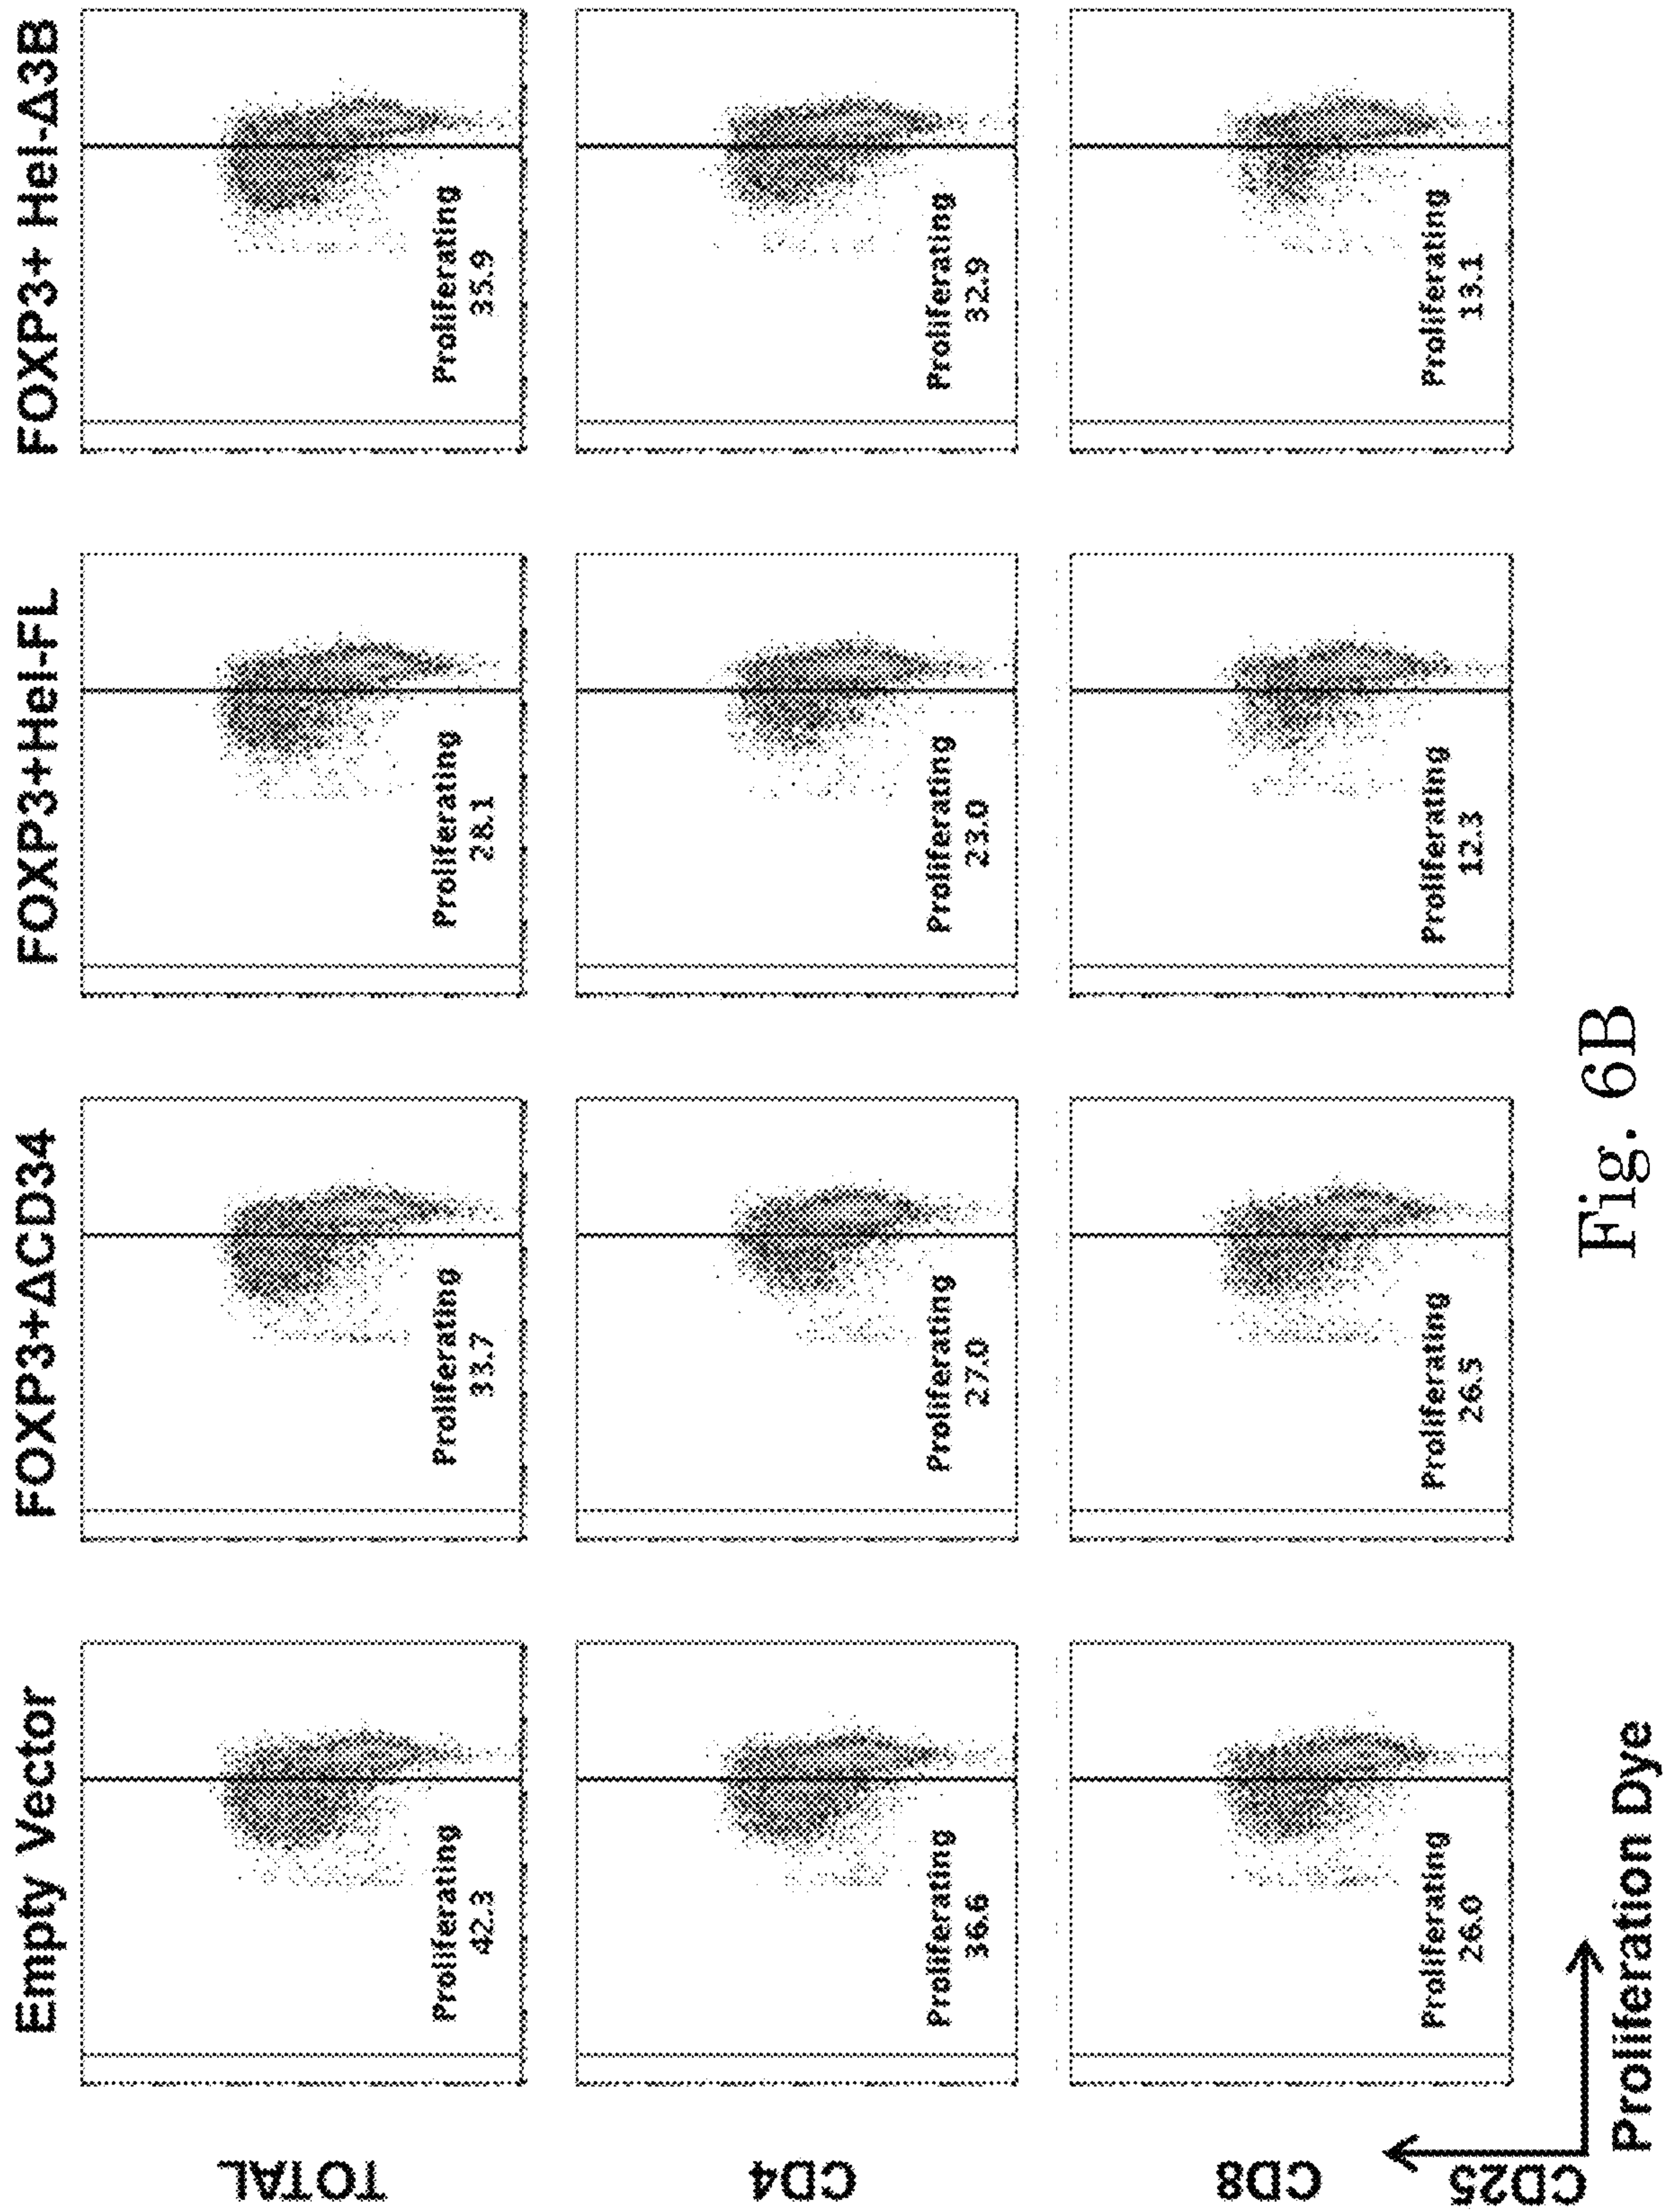 Empty Vector
FOXP3+ΔCD34
FOXP3+Hel-FL
FOXP3+ Hel-Δ3B
TOTAL
Proliferating
42.3
Proliferating
33.7
Proliferating
28.1
Proliferating
35.9
CD4
Proliferating
36.6
Proliferating
27.0
Proliferating
23.0
Proliferating
32.9
CD8
Proliferating
26.0
Proliferating
26.5
Proliferating
12.3
Proliferating
13.1
CD25
Proliferation Dye
Fig. 6B